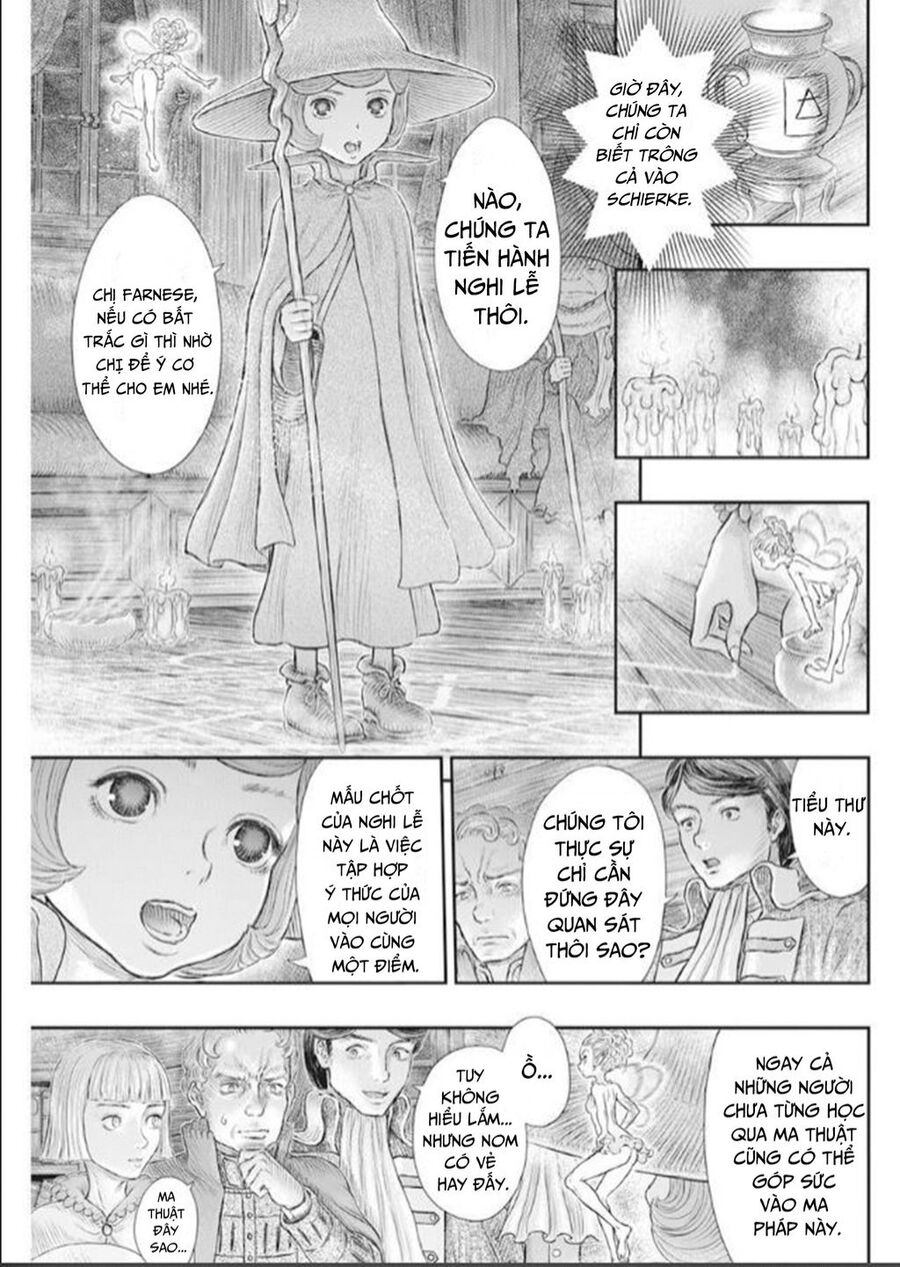 GIỜ ĐÂY,
CHÚNG TA
CHỈ CÒN
BIẾT TRÔNG
CẢ VÀO
SCHIERKE.
NÀO,
CHÚNG TA
TIẾN HÀNH
NGHI LỄ
THÔI.
CHỊ FARNESE,
NẾU CÓ BẤT
TRẮC GÌ THÌ NHỜ
CHỊ ĐỂ Ý CƠ
THỂ CHO EM NHÉ.
TIỂU THƯ
NÀY.
CHÚNG TÔI
THỰC SỰ
CHỈ CẦN
ĐỨNG ĐÂY
QUAN SÁT
THÔI SAO?
MẤU CHỐT
CỦA NGHI LỄ
NÀY LÀ VIỆC
TẬP HỢP
Ý THỨC CỦA
MỌI NGƯỜI
VÀO CÙNG
MỘT ĐIỂM.
NGAY CẢ
NHỮNG NGƯỜI
CHƯA TỪNG HỌC
QUA MA THUẬT
CŨNG CÓ THỂ
GÓP SỨC
VÀO MA
PHÁP NÀY.
Ồ...
TUY
KHÔNG
HIỂU LẮM...
NHƯNG NOM
CÓ VẺ
HAY ĐẤY.
MA
THUẬT
ĐÂY
SAO...